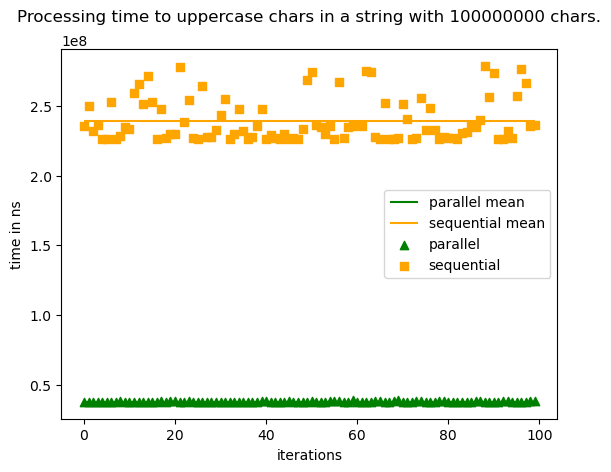 Processing time to uppercase chars in a string with 100000000 chars.
1e8
2.5
2.0
1.5
1.0
0.5
time in ns
parallel mean
sequential mean
parallel
sequential
0 20 40 60 80 100
iterations